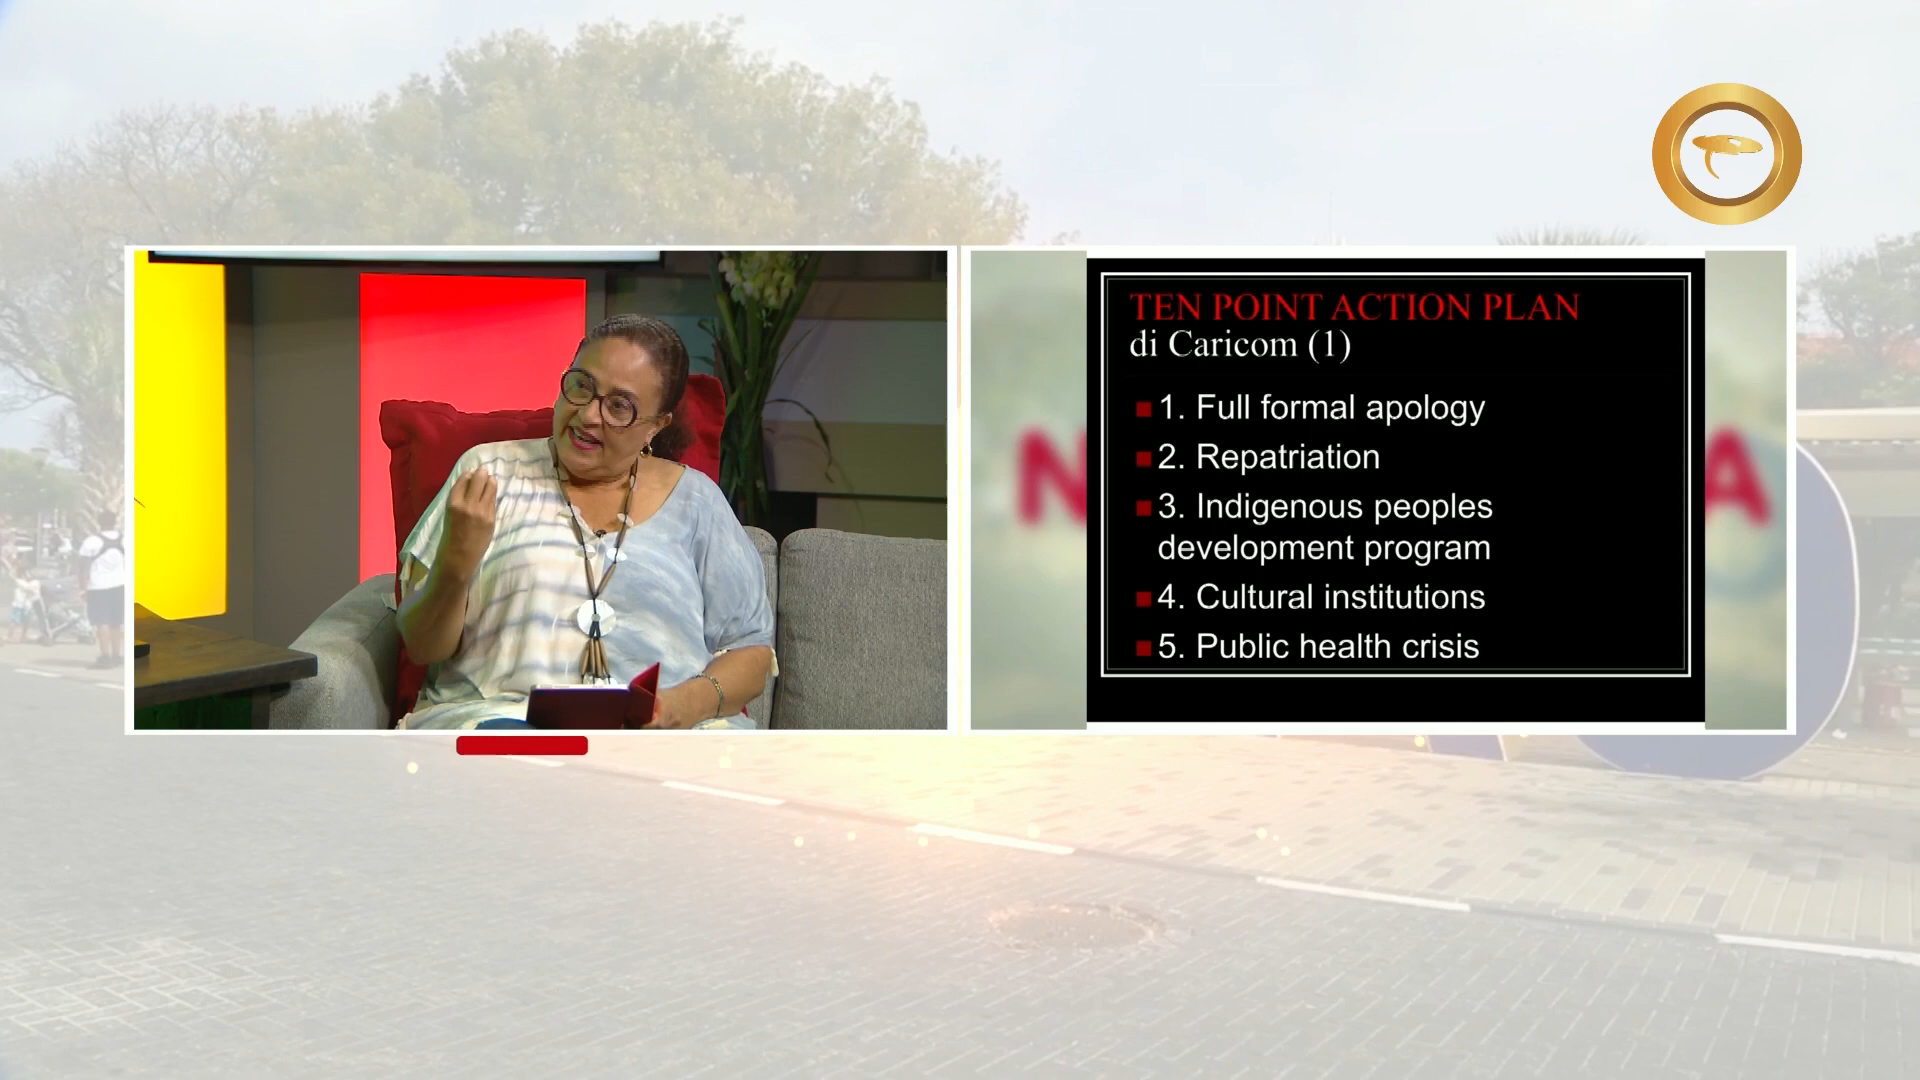 TEN POINT ACTION PLAN
di Caricom (1)
1. Full formal apology
2. Repatriation
3. Indigenous peoples
development program
4. Cultural institutions
5. Public health crisis
N
A